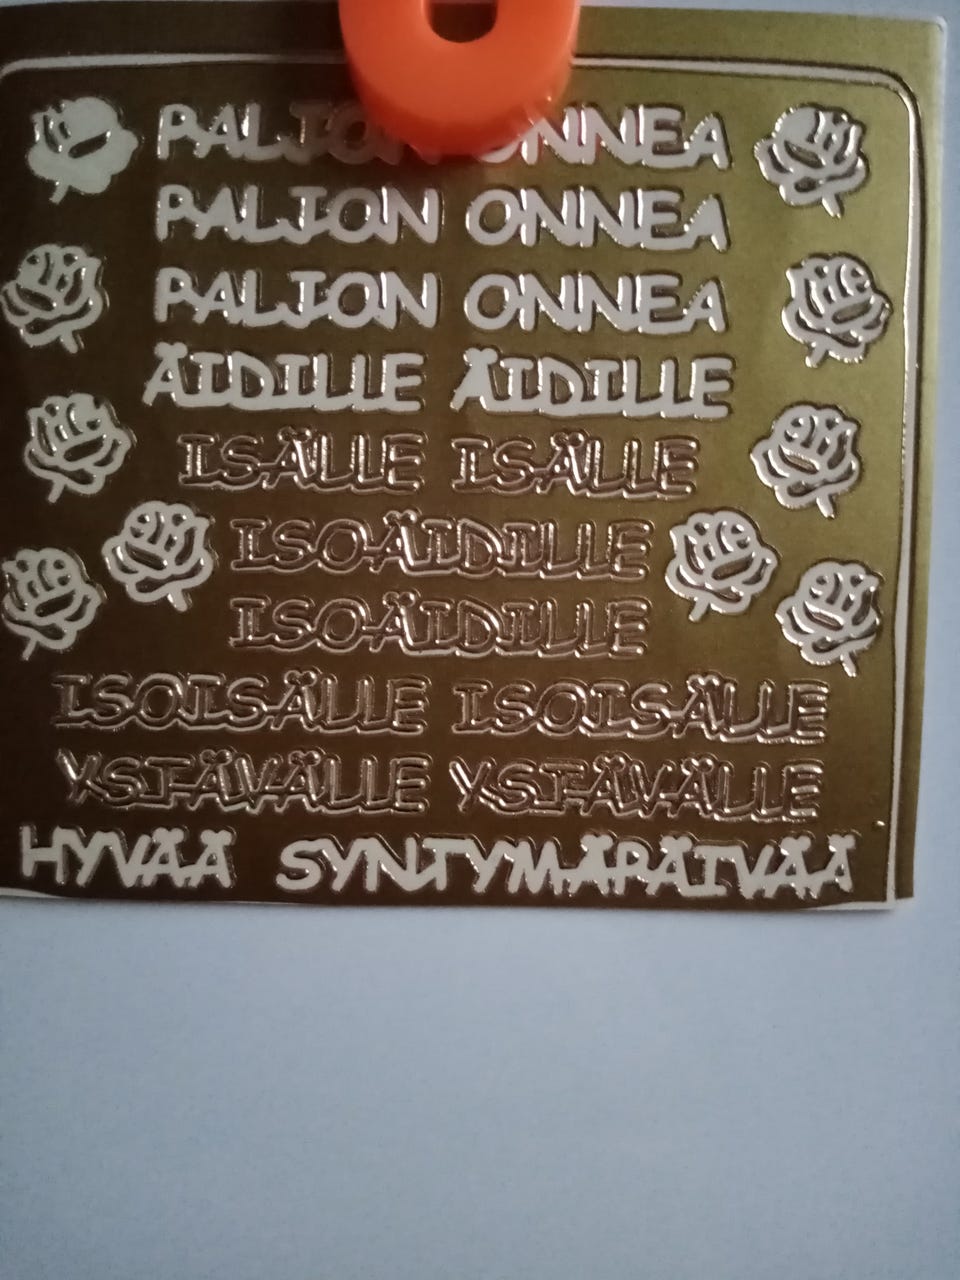 PALJON ONNEA
PALJON ONNEA
PALJON ONNEA
ÄIDILLE ÄIDILLE
ISÄLLE ISÄLLE
ISOÄIDILLE
ISOÄIDILLE
ISOISÄLLE ISOISÄLLE
YSTÄVÄLLE YSTÄVÄLLE
HYVÄÄ SYNTYMÄPÄIVÄÄ